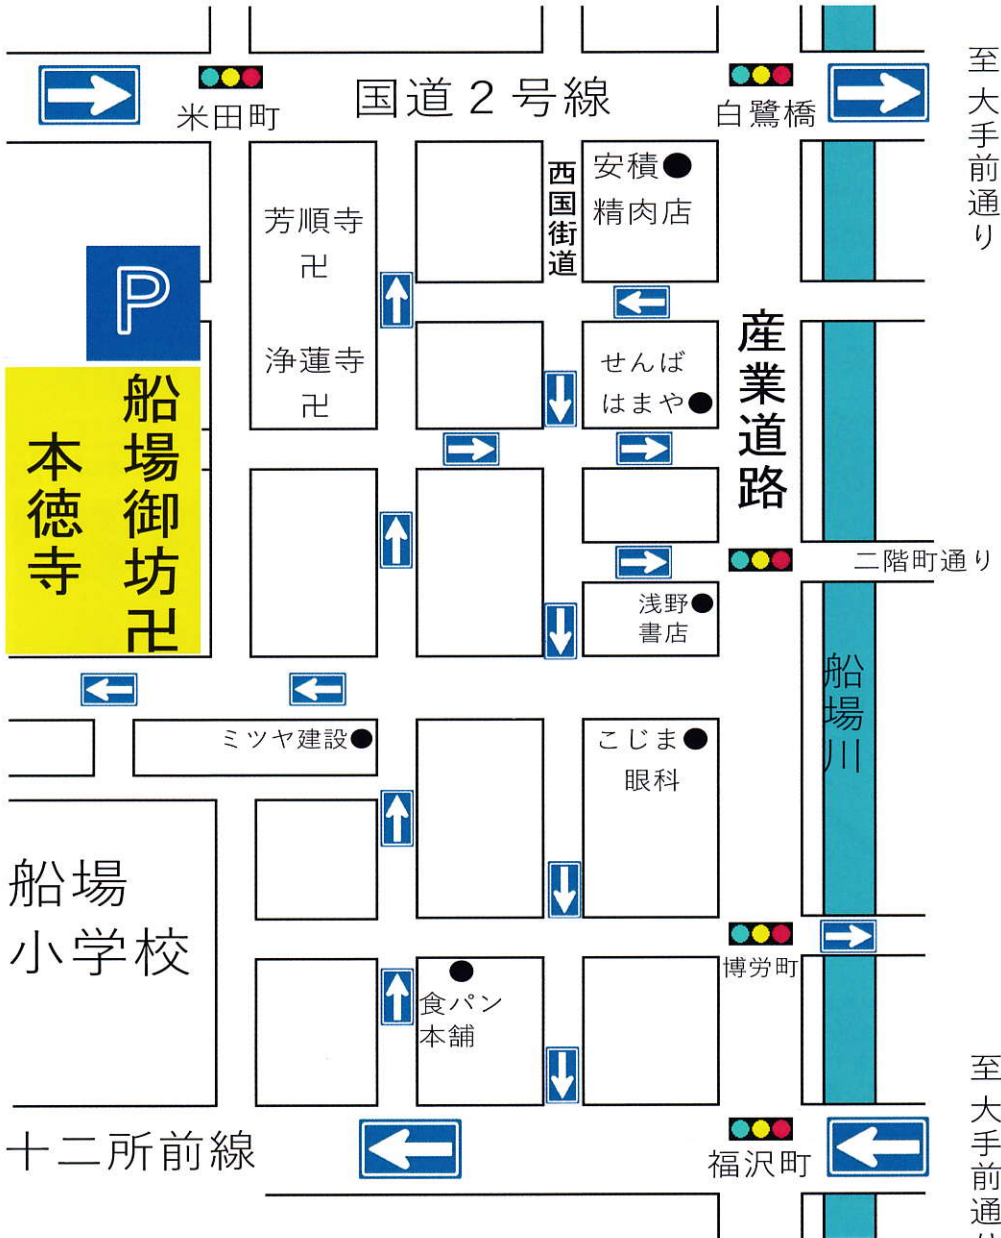 国道２号線
米田町
白鷺橋
至 大手前通り
西国街道
安積
精肉店
芳順寺
卍
P
産業道路
せんば
はまや
浄蓮寺
卍
船場御坊卍
本徳寺
二階町通り
浅野
書店
船場川
ミツヤ建設
こじま
眼科
船場
小学校
博労町
食パン
本舗
至 大手前通り
十二所前線
福沢町